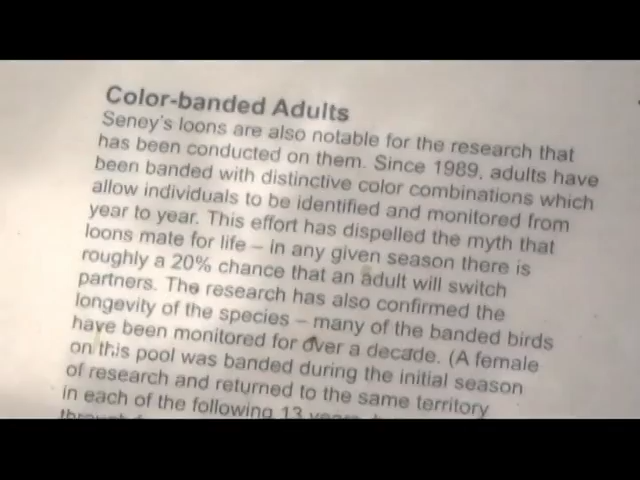 Color-banded Adults
Seney's loons are also notable for the research that
has been conducted on them. Since 1989, adults have
been banded with distinctive color combinations which
allow individuals to be identified and monitored from
year to year. This effort has dispelled the myth that
loons mate for life – in any given season there is
roughly a 20% chance that an adult will switch
partners. The research has also confirmed the
longevity of the species – many of the banded birds
have been monitored for over a decade. (A female
on this pool was banded during the initial season
of research and returned to the same territory
in each of the following 13 years